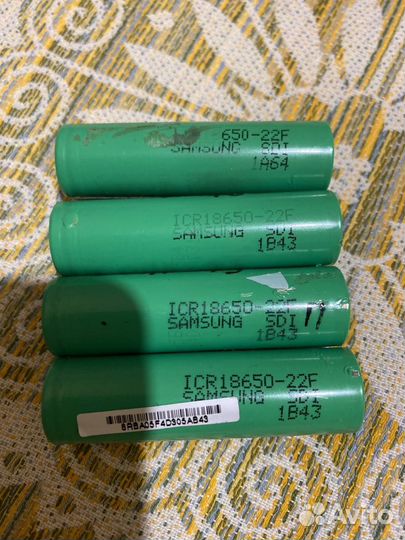 650-22F
SAMSUNG SDI
1A64
ICR18650-22F
SAMSUNG SDI
1B43
ICR18650-22F
SAMSUNG SDI 11
1B43
ICR18650-22F
SAMSUNG SDI
1B43
6RBA05F4D305AB43
Avito